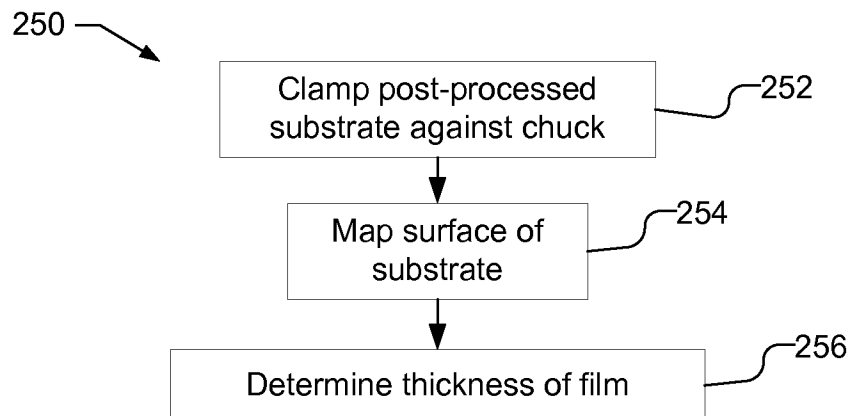 250
Clamp post-processed
substrate against chuck
252
Map surface of
substrate
254
Determine thickness of film
256